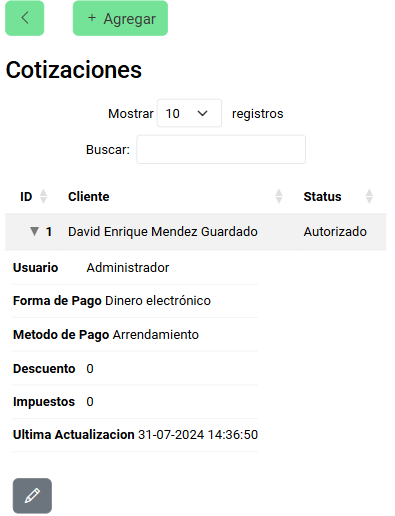 + Agregar
Cotizaciones
Mostrar 10 registros
Buscar:
ID Cliente Status
1 David Enrique Mendez Guardado Autorizado
Usuario Administrador
Forma de Pago Dinero electrónico
Metodo de Pago Arrendamiento
Descuento 0
Impuestos 0
Ultima Actualizacion 31-07-2024 14:36:50